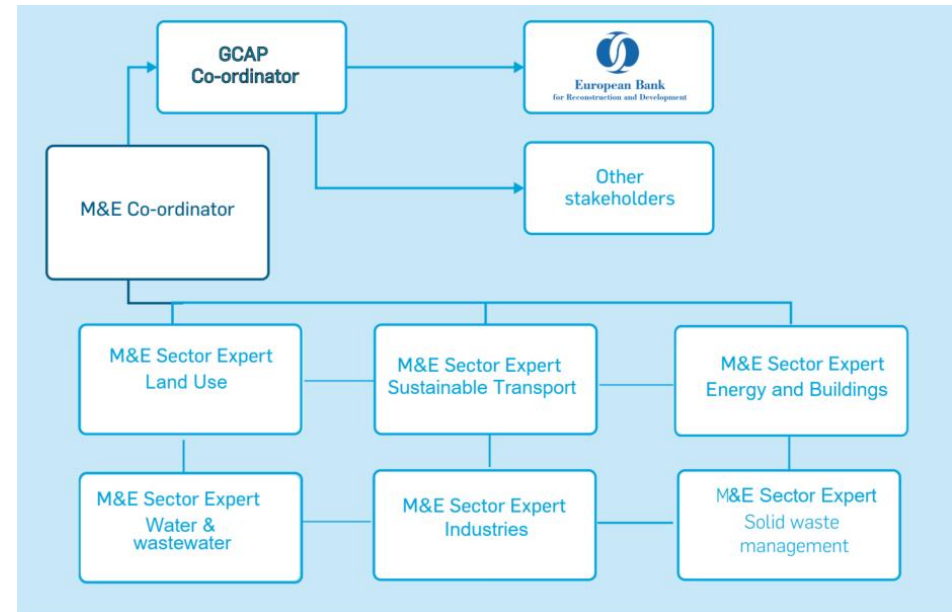 GCAP
Co-ordinator
European Bank
for Reconstruction and Development
Other
stakeholders
M&E Co-ordinator
M&E Sector Expert
Land Use
M&E Sector Expert
Sustainable Transport
M&E Sector Expert
Energy and Buildings
M&E Sector Expert
Water &
wastewater
M&E Sector Expert
Industries
M&E Sector Expert
Solid waste
management